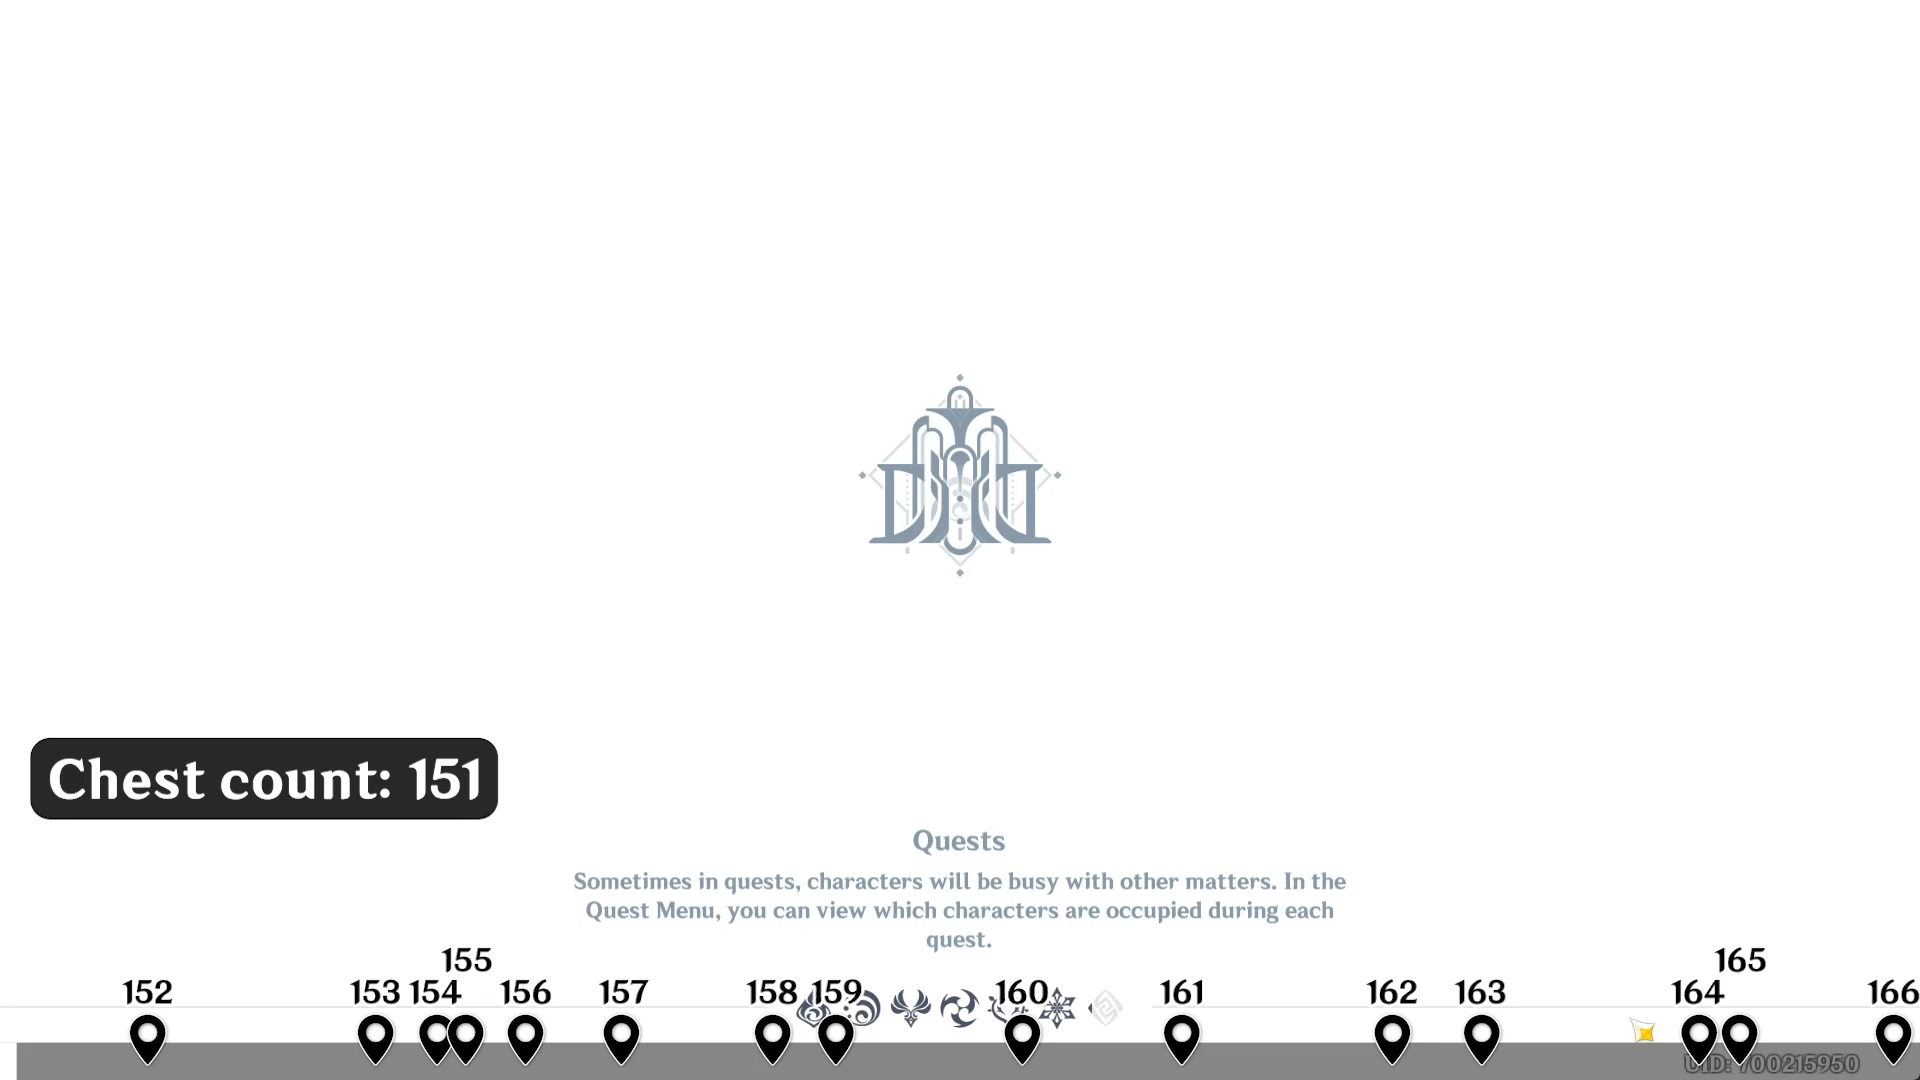 Chest count: 151
Quests
Sometimes in quests, characters will be busy with other matters. In the
Quest Menu, you can view which characters are occupied during each
quest.
155 165
152 153 154 156 157 158 159 160 161 162 163 164 166
UID: 700215950